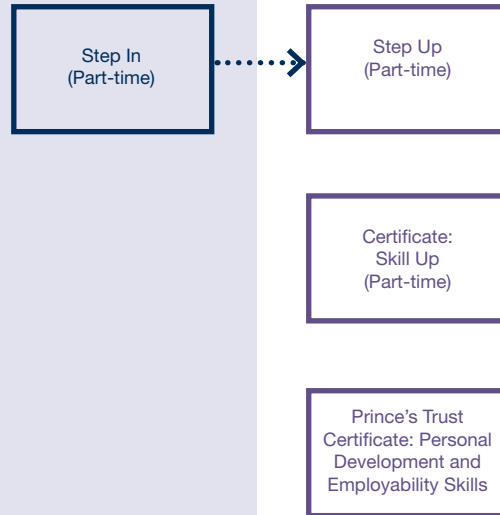 Step In
(Part-time)
Step Up
(Part-time)
Certificate:
Skill Up
(Part-time)
Prince’s Trust
Certificate: Personal
Development and
Employability Skills